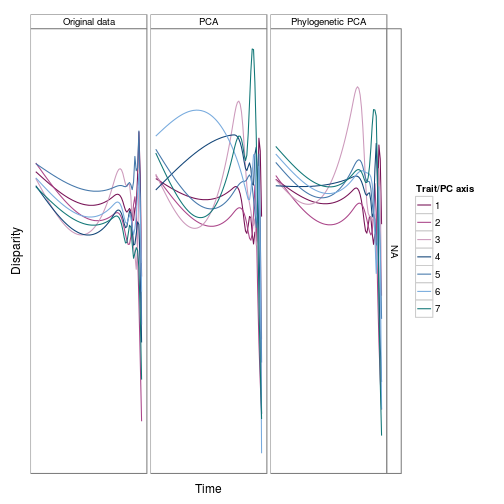 Original data
PCA
Phylogenetic PCA
Disparity
NA
Trait/PC axis
1
2
3
4
5
6
7
Time